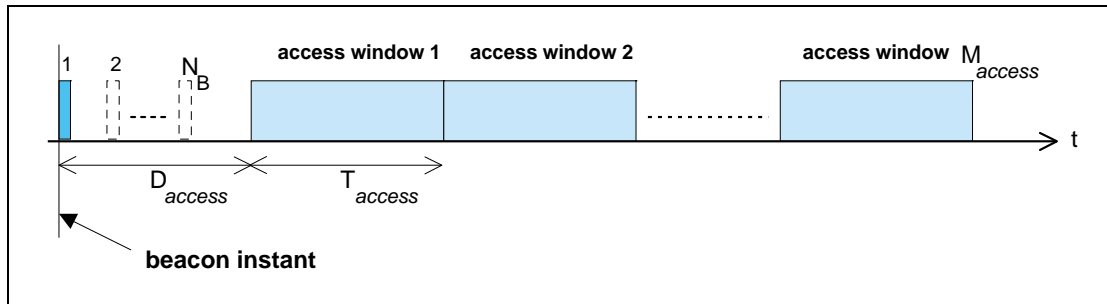 access window 1
access window 2
access window M access
1
2
N B
t
D access
T access
beacon instant